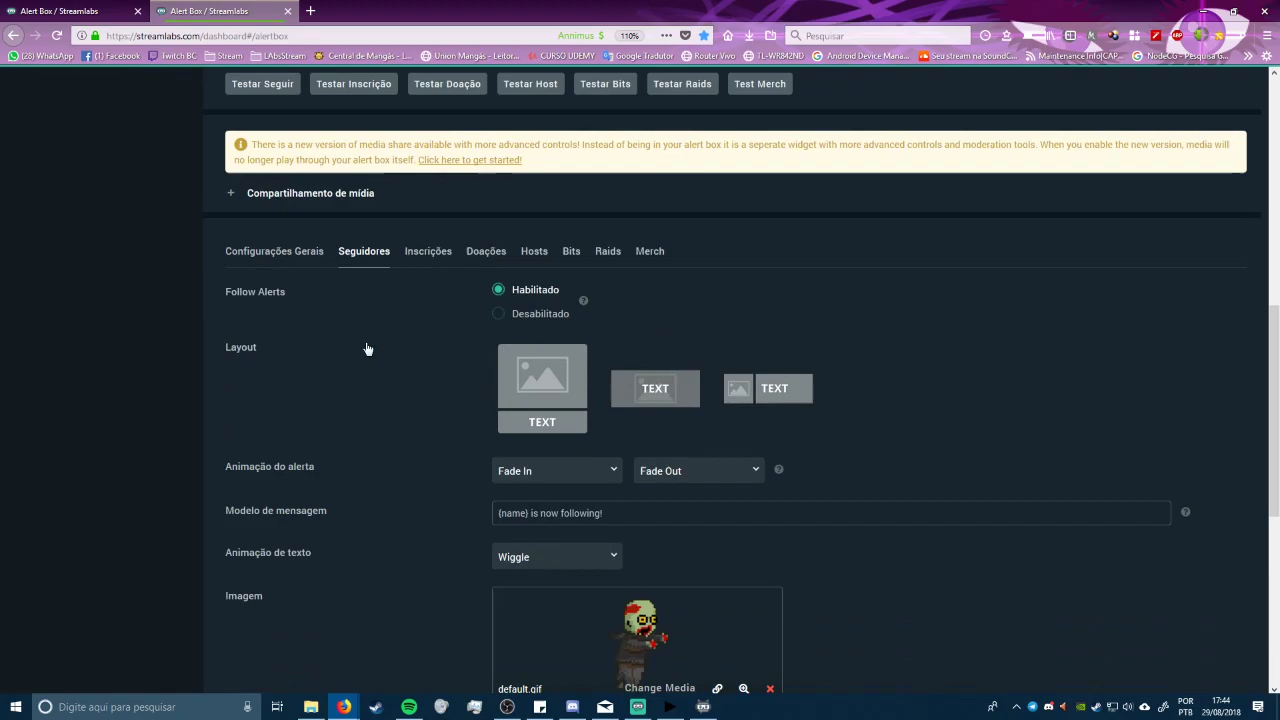 Alert Box / Streamlabs
Alert Box / Streamlabs
https://streamlabs.com/dashboard#/alertbox
Annimus $
110%
Pesquisar
(28) WhatsApp
(1) Facebook
Twitch BC
Stream
LABsStream
Central de Mangás - (...
Union Mangás - Leitor...
CURSO UDEMY
Google Tradutor
Router Vivo
TL-WR842ND
Android Device Mana...
Seu stream na SoundC...
Maintenance Info|CAP...
NodeCG - Pesquisa G...
Testar Seguir
Testar Inscrição
Testar Doação
Testar Host
Testar Bits
Testar Raids
Test Merch
There is a new version of media share available with more advanced controls! Instead of being in your alert box it is a seperate widget with more advanced controls and moderation tools. When you enable the new version, media will
no longer play through your alert box itself. Click here to get started!
+ Compartilhamento de mídia
Configurações Gerais
Seguidores
Inscrições
Doações
Hosts
Bits
Raids
Merch
Follow Alerts
Habilitado
Desabilitado
Layout
TEXT
TEXT
TEXT
Animação do alerta
Fade In
Fade Out
Modelo de mensagem
{name} is now following!
Animação de texto
Wiggle
Imagem
default.gif
Change Media
Digite aqui para pesquisar
POR
PTB
17:44
29/08/2018